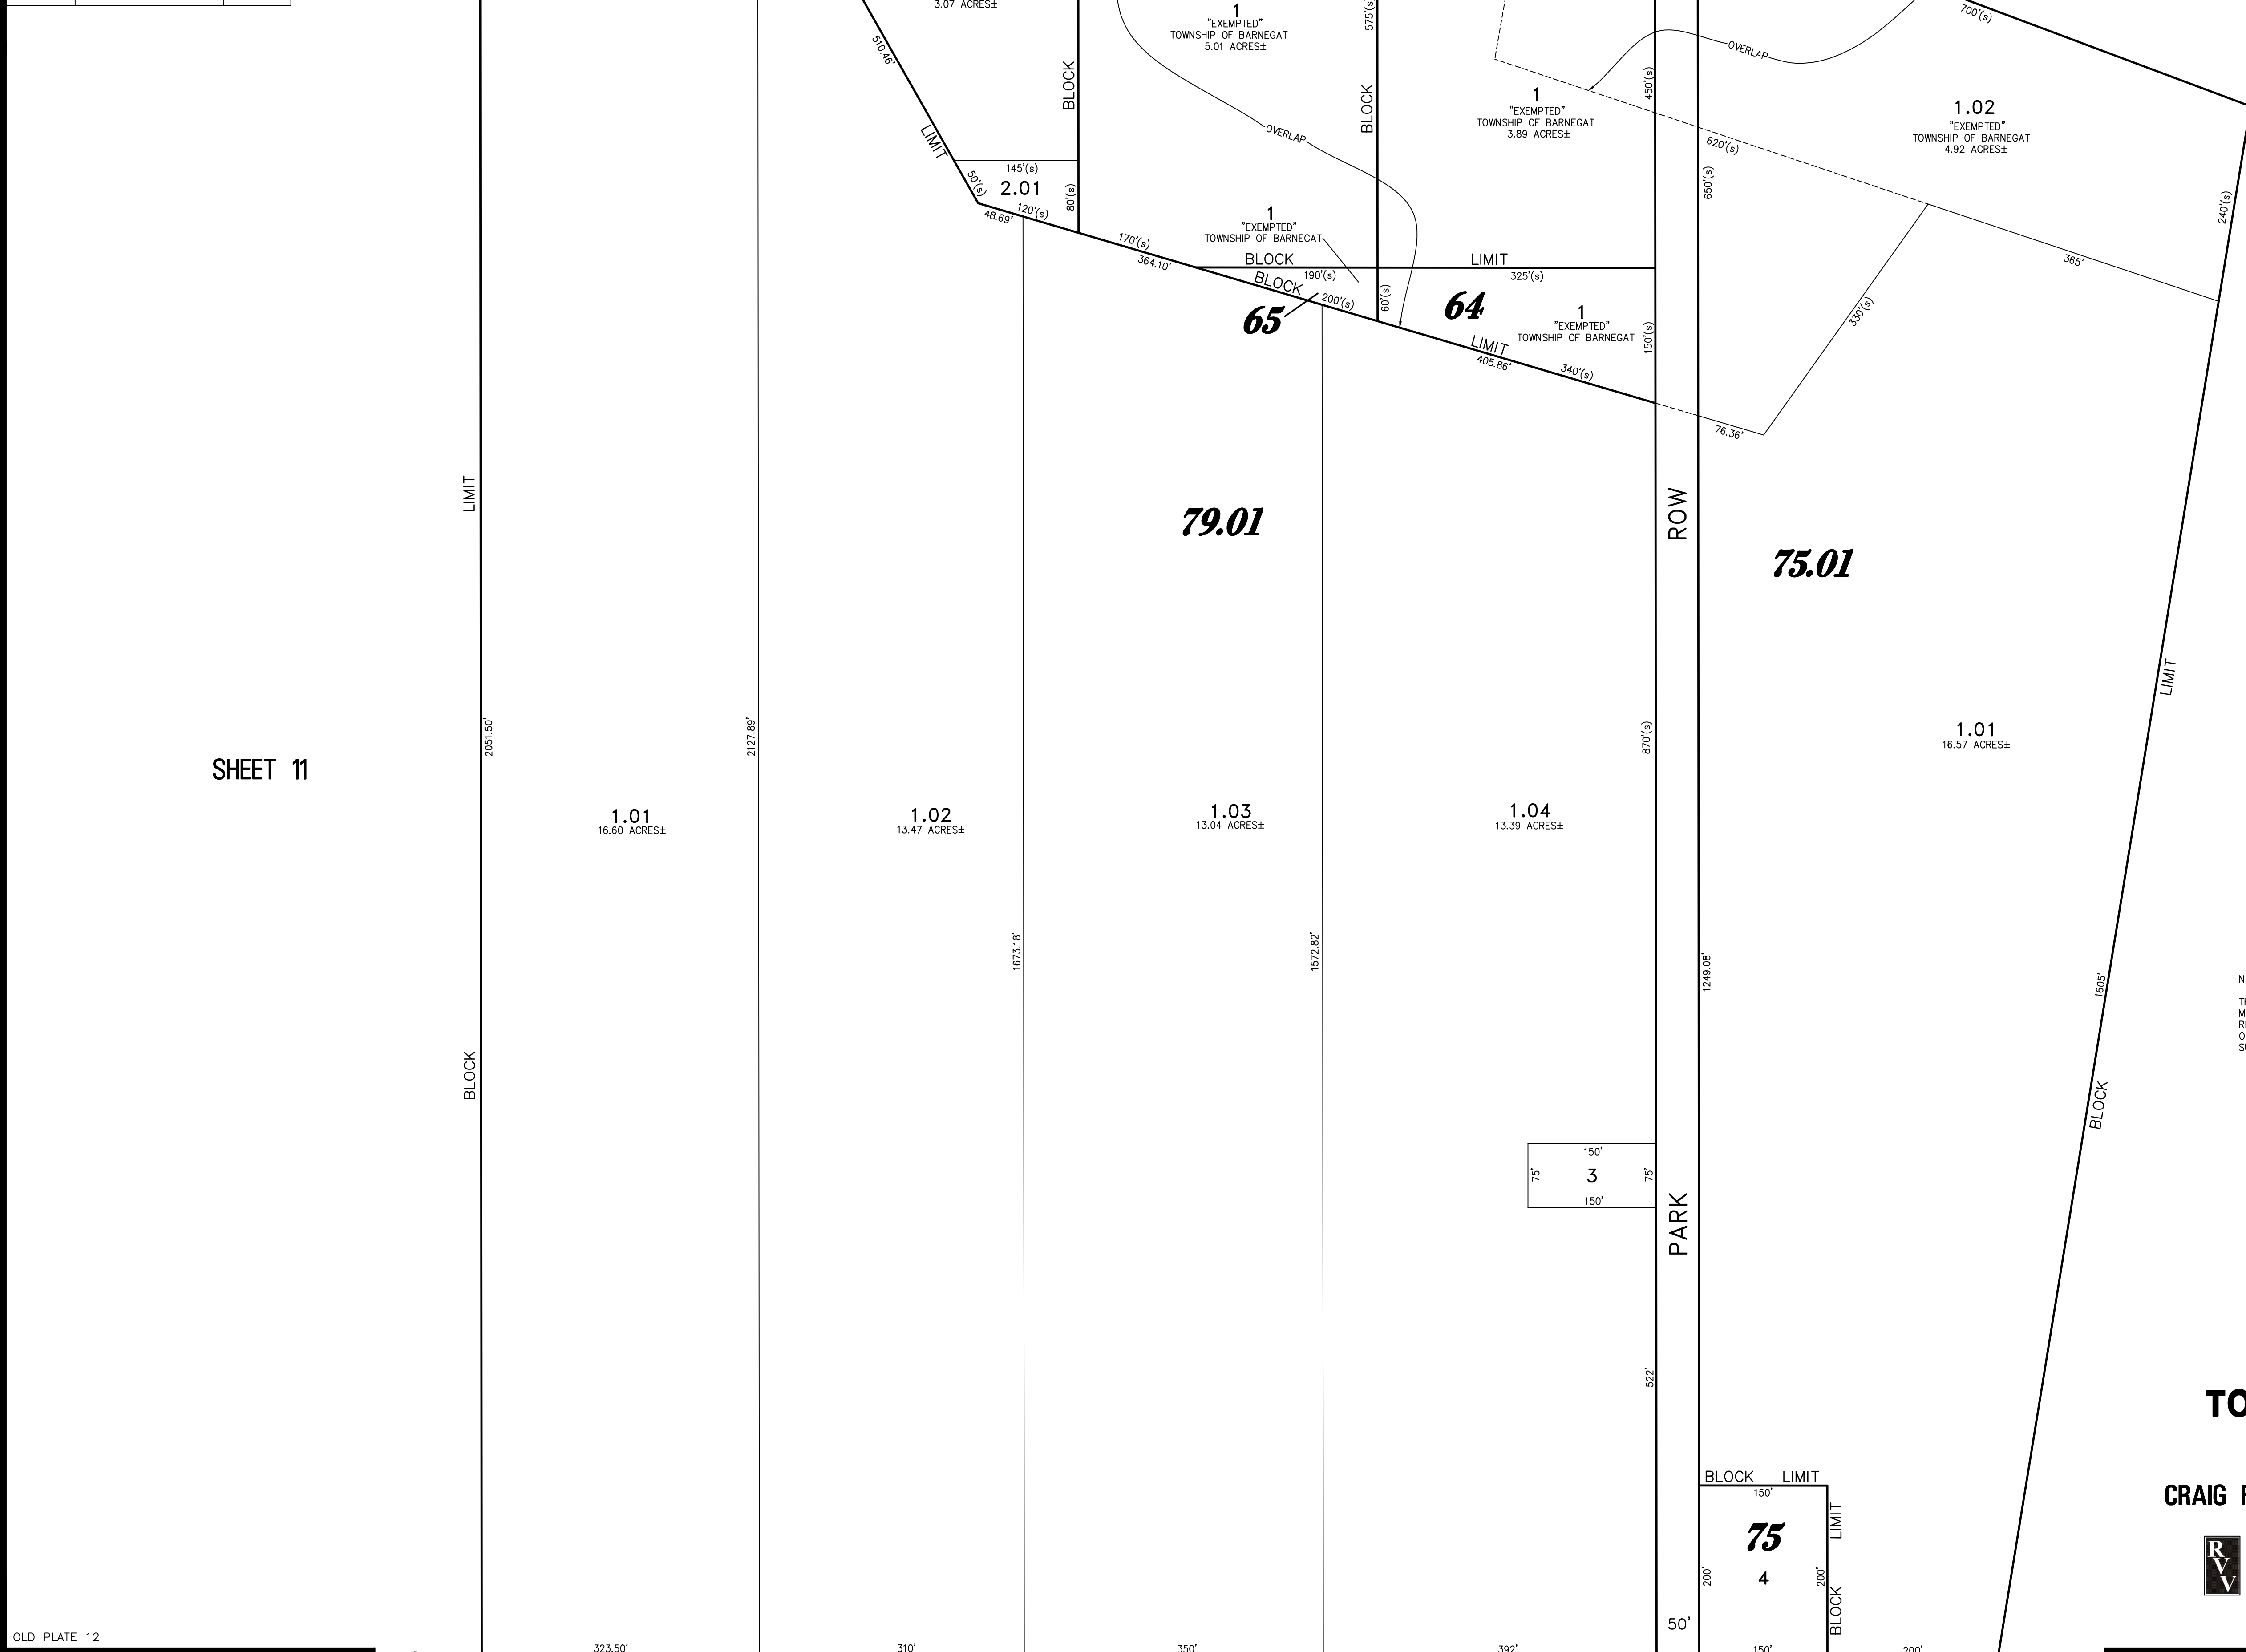 3.07 ACRES±
510.46'
LIMIT
BLOCK
1
"EXEMPTED"
TOWNSHIP OF BARNEGAT
5.01 ACRES±
575'(s)
BLOCK
OVERLAP
1
"EXEMPTED"
TOWNSHIP OF BARNEGAT
3.89 ACRES±
450'(s)
OVERLAP
700'(s)
1.02
"EXEMPTED"
TOWNSHIP OF BARNEGAT
4.92 ACRES±
620'(s)
650'(s)
240'(s)
365'
330'(s)
145'(s)
50'(s)
2.01
80'(s)
120'(s)
48.69'
170'(s)
364.10'
1
"EXEMPTED"
TOWNSHIP OF BARNEGAT
BLOCK LIMIT
190'(s)
325'(s)
BLOCK
200'(s)
60'(s)
65
64
1
"EXEMPTED"
TOWNSHIP OF BARNEGAT
150'(s)
LIMIT
405.86'
340'(s)
76.36'
LIMIT
79.01
ROW
75.01
LIMIT
2051.50'
2127.89'
870'(s)
1.01
16.57 ACRES±
SHEET 11
1.01
16.60 ACRES±
1.02
13.47 ACRES±
1.03
13.04 ACRES±
1.04
13.39 ACRES±
1673.18'
1572.82'
1249.08'
1605'
BLOCK
BLOCK
150'
75'
3
75'
150'
PARK
522'
TO
BLOCK LIMIT
150'
LIMIT
CRAIG
75
4
200'
200'
BLOCK
R
V
V
50'
OLD PLATE 12
323.50'
310'
350'
392'
150'
200'